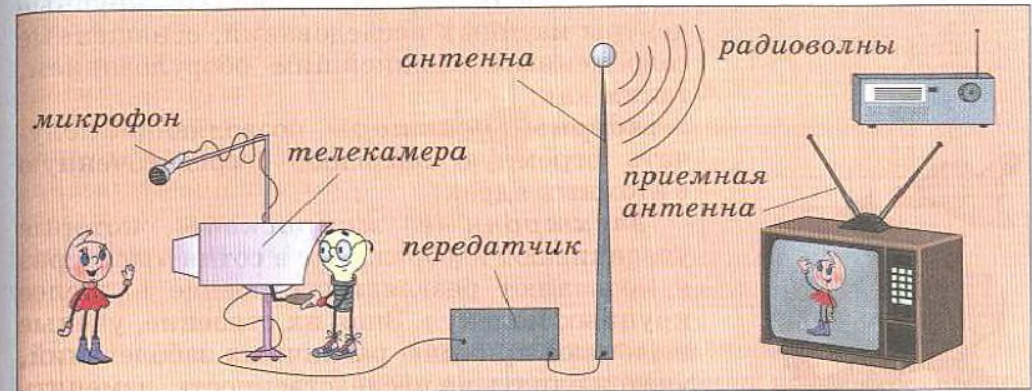 микрофон
телекамера
антенна
передатчик
радиоволны
приемная
антенна